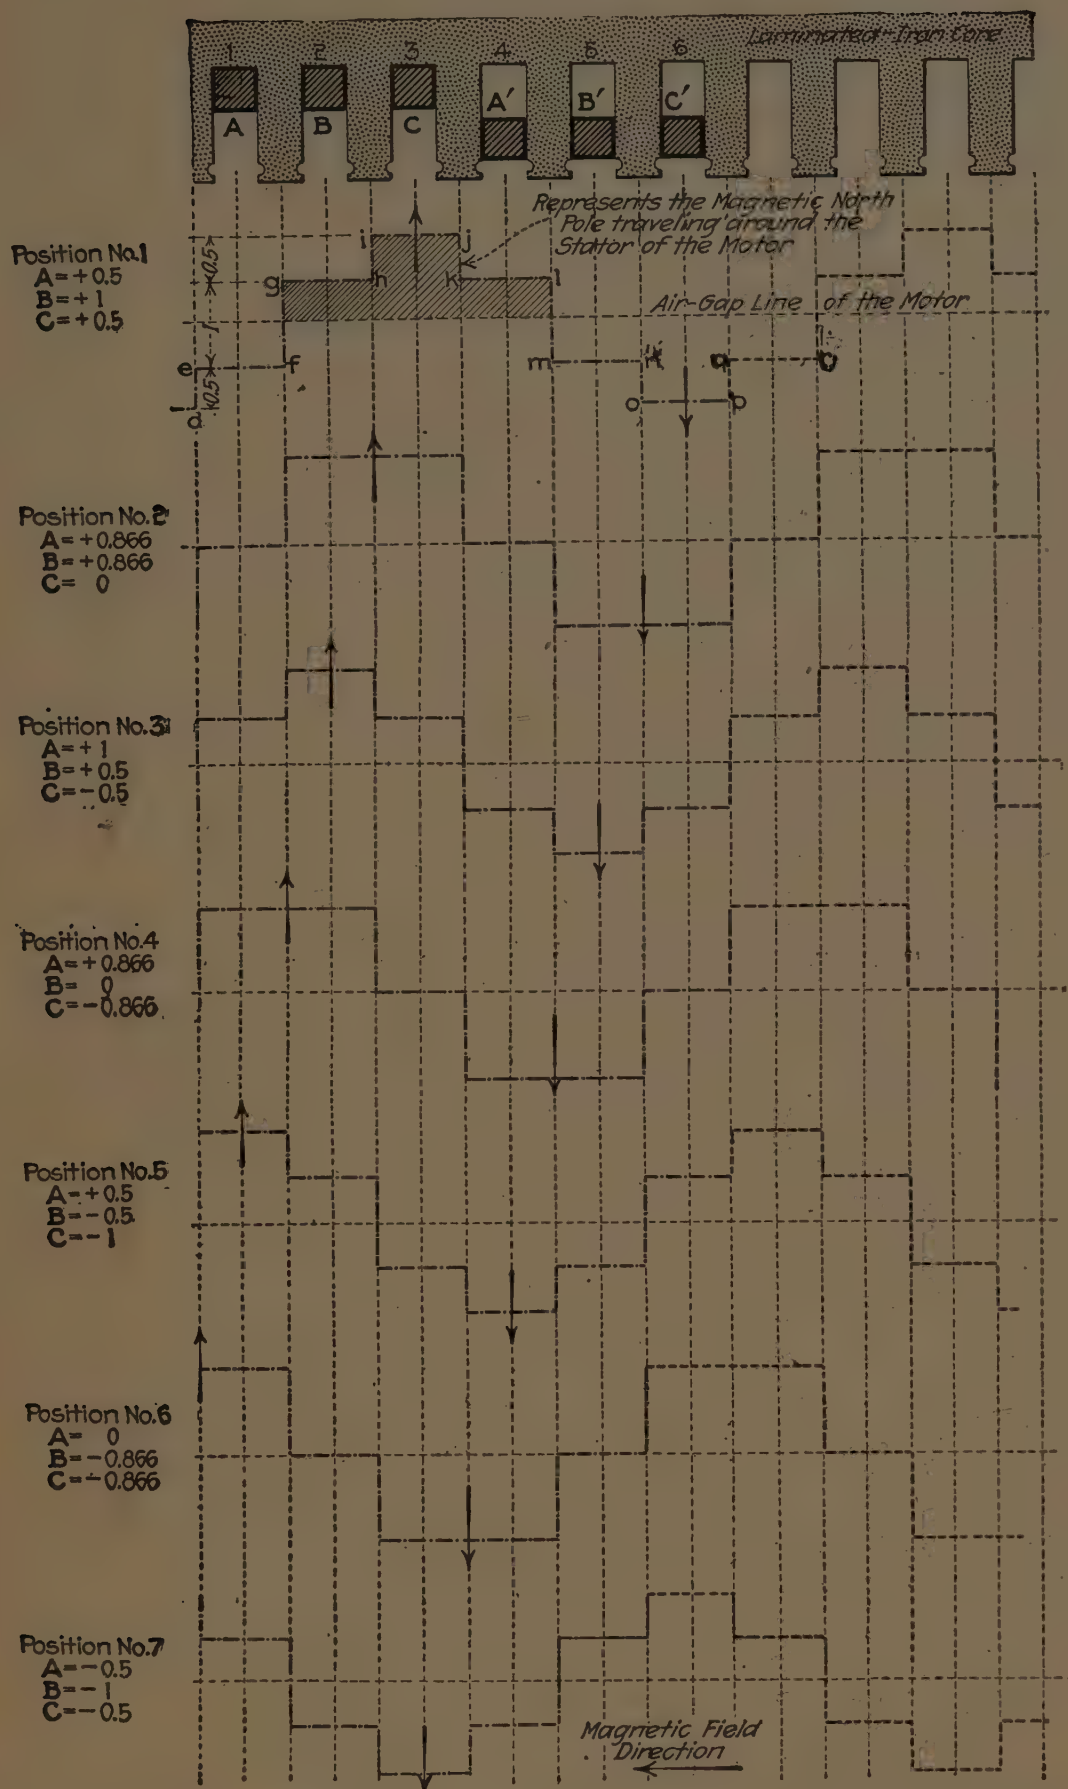 Laminated-Iron Core
1 2 3 4 5 6
A B C A' B' C'
Represents the Magnetic North
Pole traveling around the
Stator of the Motor
Position No.1
A=+0.5
B=+1
C=+0.5
0.5
1
0.5
i j
g h k l
Air-Gap Line of the Motor
e f m n q
o p
d
Position No.2
A=+0.866
B=+0.866
C= 0
Position No.3
A=+1
B=+0.5
C=-0.5
Position No.4
A=+0.866
B= 0
C=-0.866
Position No.5
A=+0.5
B=-0.5
C=-1
Position No.6
A= 0
B=-0.866
C=-0.866
Position No.7
A=-0.5
B=-1
C=-0.5
Magnetic Field
Direction